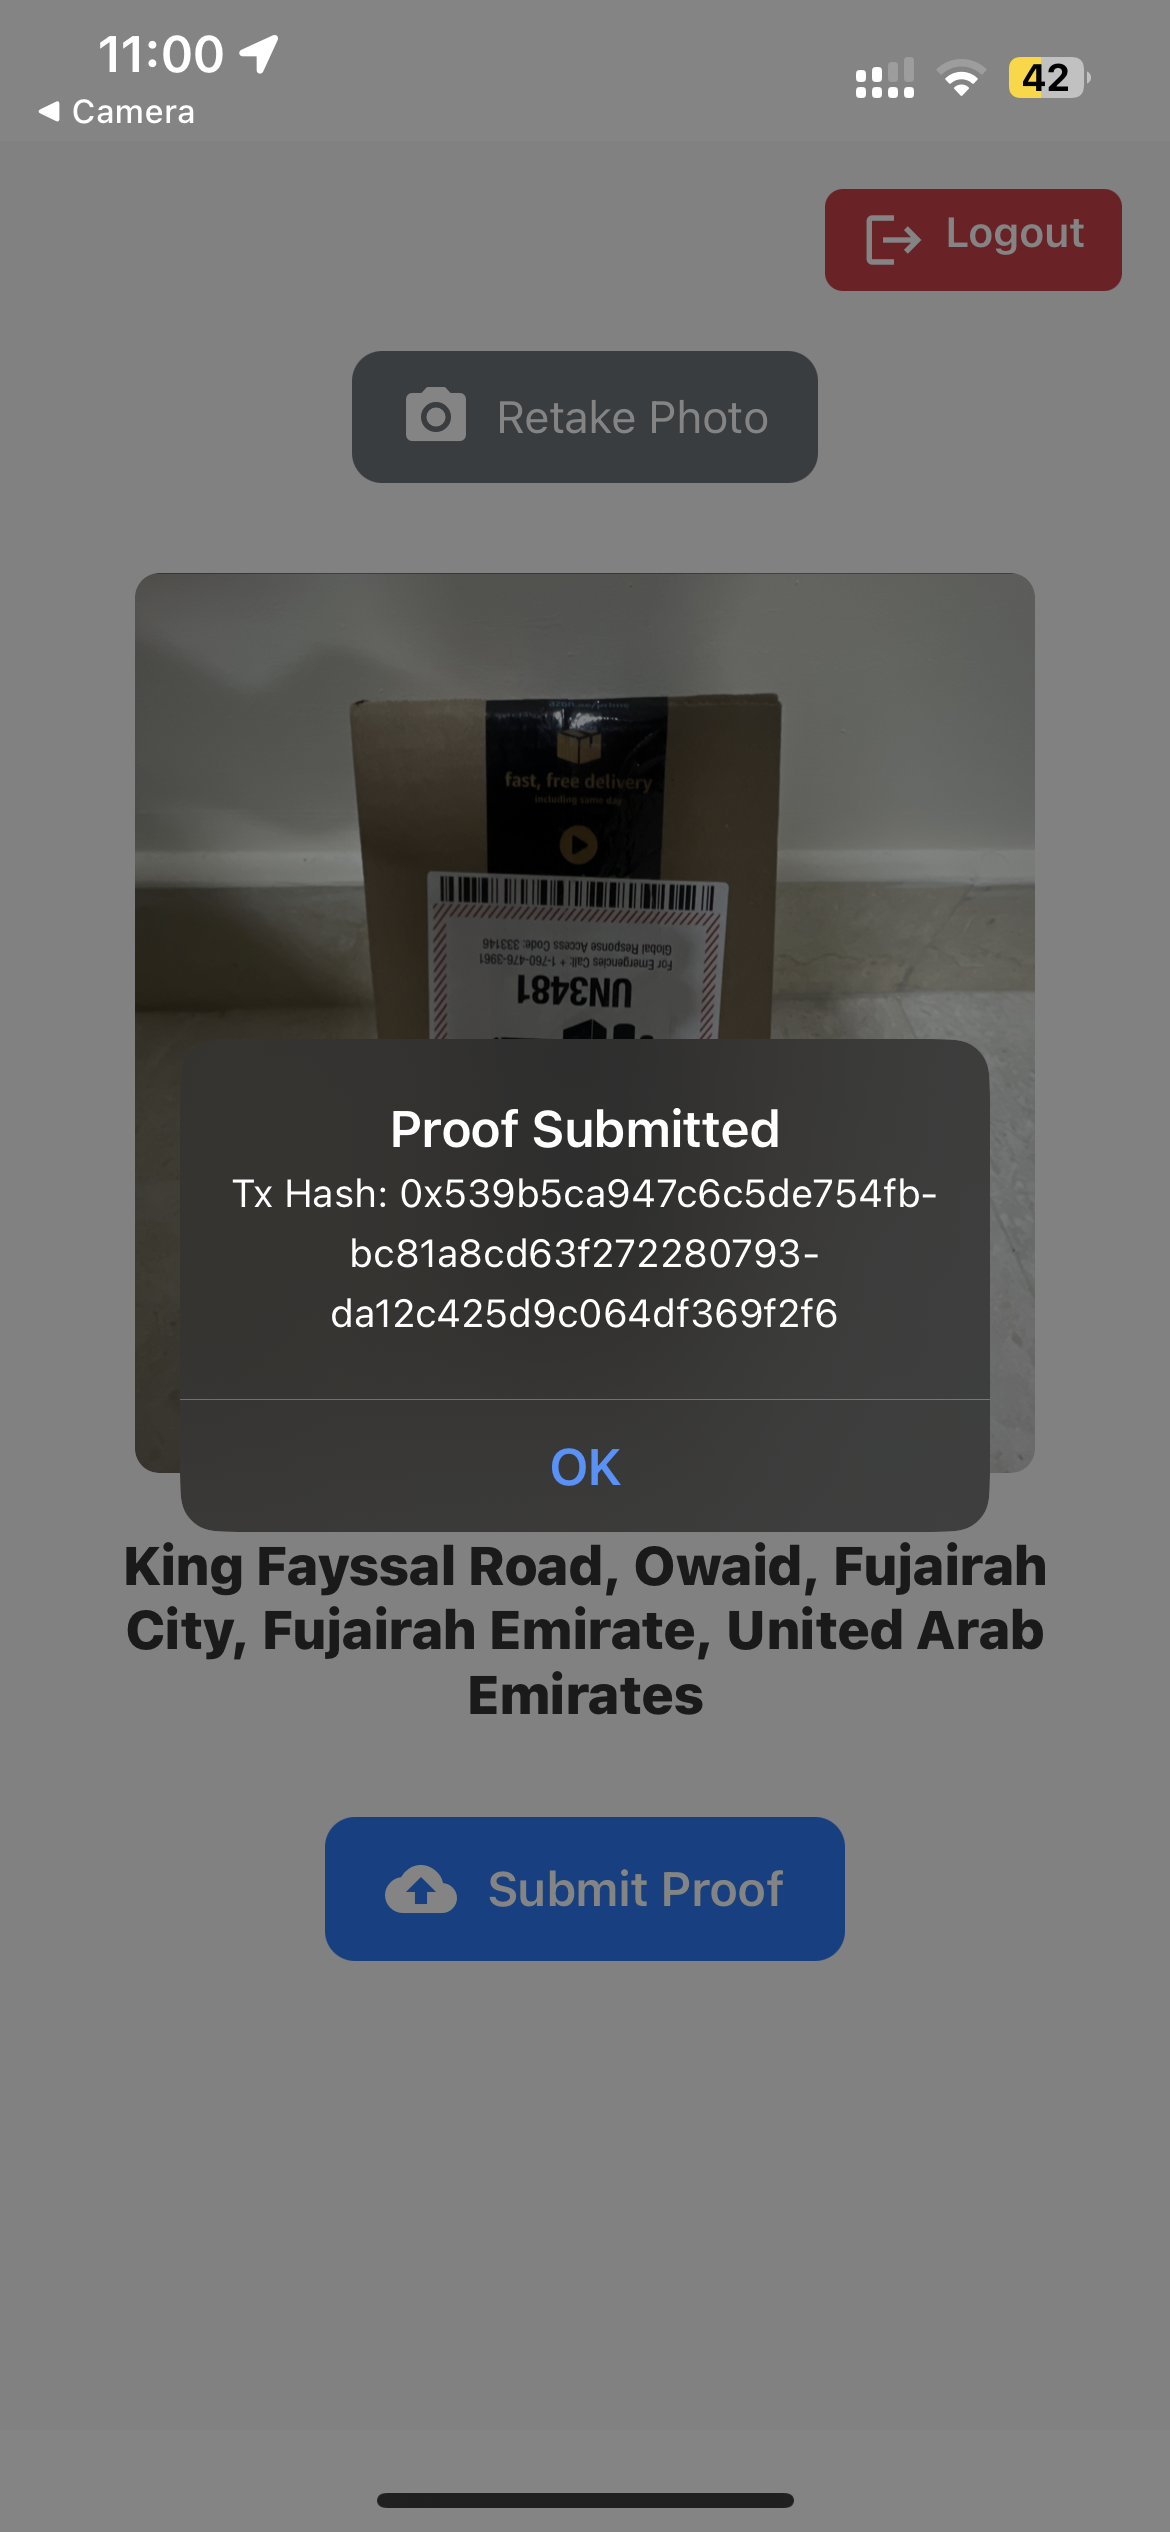 11:00
42
Camera
Logout
Retake Photo
fast, free delivery
including same day
Global Response Access Code: 333146
For Emergencies Call: + 1-760-476-3961
UN3481
Proof Submitted
Tx Hash: 0x539b5ca947c6c5de754fb-
bc81a8cd63f272280793-
da12c425d9c064df369f2f6
OK
King Fayssal Road, Owaid, Fujairah
City, Fujairah Emirate, United Arab
Emirates
Submit Proof